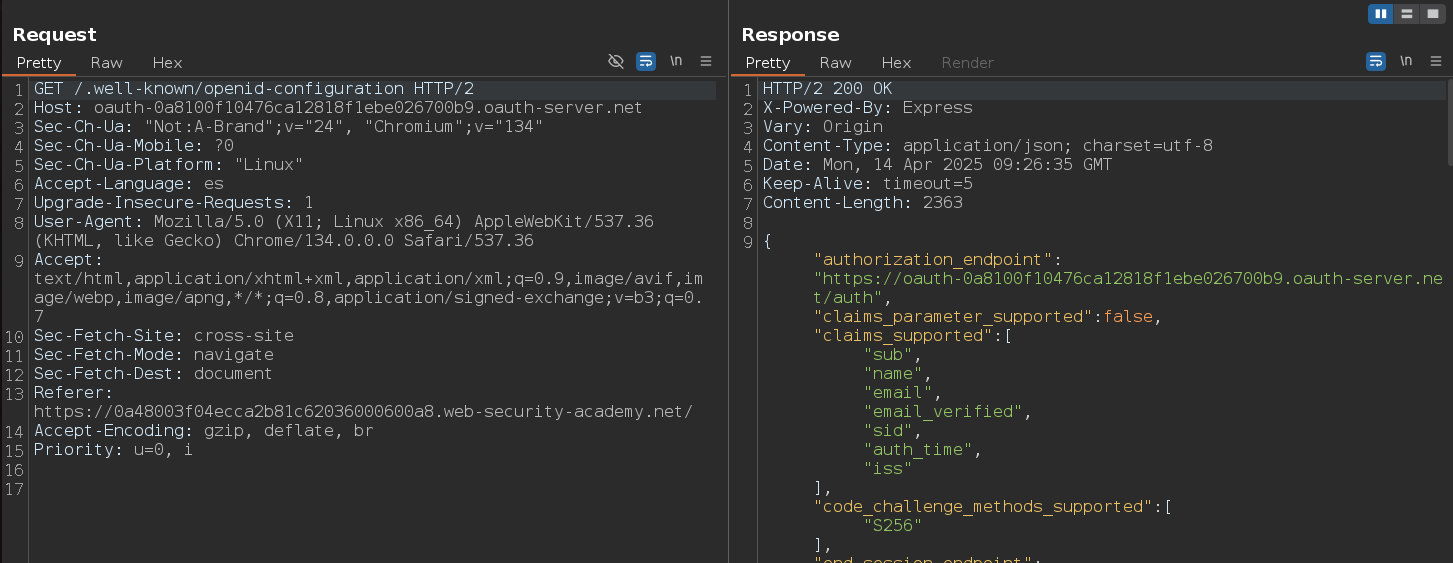 Request
Pretty Raw Hex \n
1 GET /.well-known/openid-configuration HTTP/2
2 Host: oauth-0a8100f10476ca12818f1ebe026700b9.oauth-server.net
3 Sec-Ch-Ua: "Not:A-Brand";v="24", "Chromium";v="134"
4 Sec-Ch-Ua-Mobile: ?0
5 Sec-Ch-Ua-Platform: "Linux"
6 Accept-Language: es
7 Upgrade-Insecure-Requests: 1
8 User-Agent: Mozilla/5.0 (X11; Linux x86_64) AppleWebKit/537.36
(KHTML, like Gecko) Chrome/134.0.0.0 Safari/537.36
9 Accept:
text/html,application/xhtml+xml,application/xml;q=0.9,image/avif,im
age/webp,image/apng,*/*;q=0.8,application/signed-exchange;v=b3;q=0.
7
10 Sec-Fetch-Site: cross-site
11 Sec-Fetch-Mode: navigate
12 Sec-Fetch-Dest: document
13 Referer:
https://0a48003f04ecca2b81c62036000600a8.web-security-academy.net/
14 Accept-Encoding: gzip, deflate, br
15 Priority: u=0, i
16
17
Response
Pretty Raw Hex Render \n
1 HTTP/2 200 OK
2 X-Powered-By: Express
3 Vary: Origin
4 Content-Type: application/json; charset=utf-8
5 Date: Mon, 14 Apr 2025 09:26:35 GMT
6 Keep-Alive: timeout=5
7 Content-Length: 2363
8
9 {
"authorization_endpoint":
"https://oauth-0a8100f10476ca12818f1ebe026700b9.oauth-server.ne
t/auth",
"claims_parameter_supported":false,
"claims_supported":[
"sub",
"name",
"email",
"email_verified",
"sid",
"auth_time",
"iss"
],
"code_challenge_methods_supported":[
"S256"
],
"end_session_endpoint":